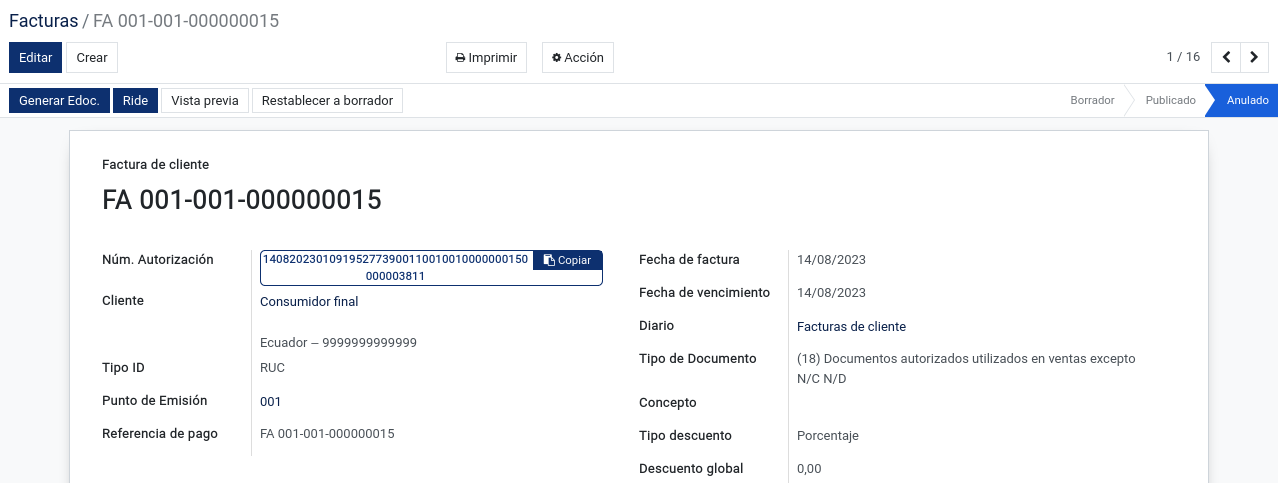 Facturas / FA 001-001-000000015
Editar Crear Imprimir Acción 1 / 16
Generar Edoc. Ride Vista previa Restablecer a borrador Borrador Publicado Anulado
Factura de cliente
FA 001-001-000000015
Núm. Autorización 1408202301091952773900110010010000000150 Copiar
000003811
Cliente Consumidor final
Ecuador – 9999999999999
Tipo ID RUC
Punto de Emisión 001
Referencia de pago FA 001-001-000000015
Fecha de factura 14/08/2023
Fecha de vencimiento 14/08/2023
Diario Facturas de cliente
Tipo de Documento (18) Documentos autorizados utilizados en ventas excepto
N/C N/D
Concepto
Tipo descuento Porcentaje
Descuento global 0,00